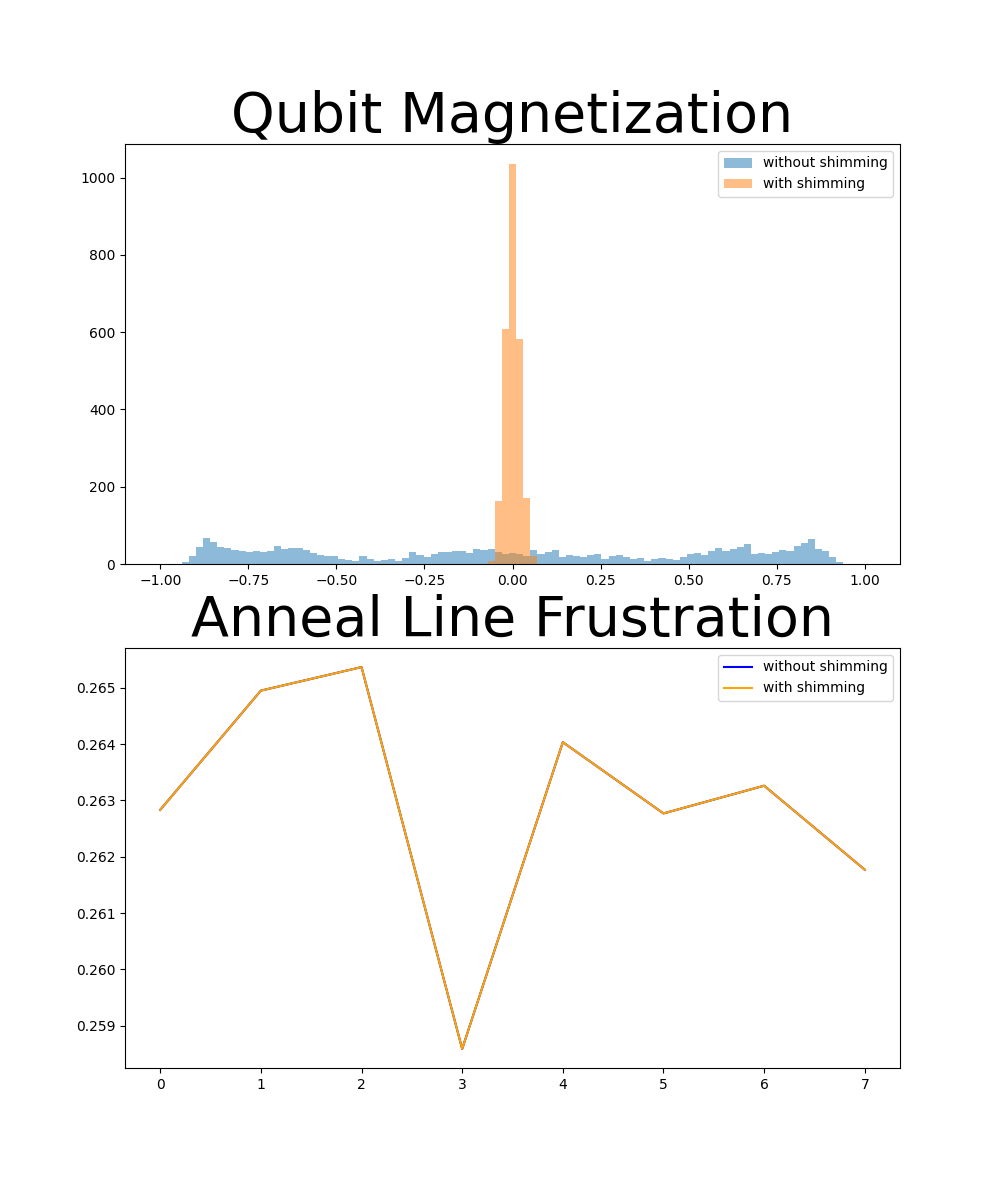 Qubit Magnetization
without shimming
with shimming
1000
800
600
400
200
0
−1.00 −0.75 −0.50 −0.25 0.00 0.25 0.50 0.75 1.00
Anneal Line Frustration
without shimming
with shimming
0.265
0.264
0.263
0.262
0.261
0.260
0.259
0 1 2 3 4 5 6 7